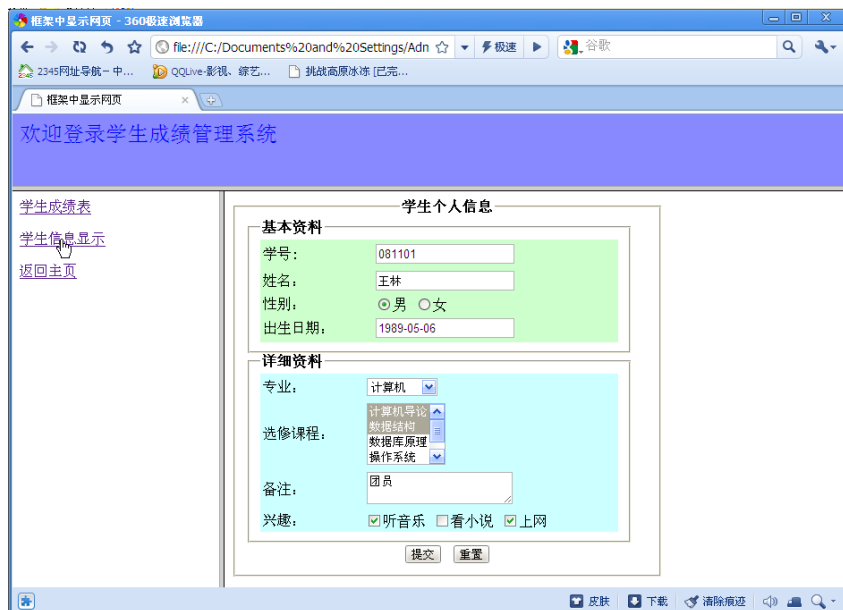 框架中显示网页 - 360极速浏览器
file:///C:/Documents%20and%20Settings/Adn
极速
谷歌
2345网址导航－中...
QQLive-影视、综艺...
挑战高原冰冻 [已完...
框架中显示网页
欢迎登录学生成绩管理系统
学生成绩表
学生信息显示
返回主页
学生个人信息
基本资料
学号: 081101
姓名: 王林
性别: 男 女
出生日期: 1989-05-06
详细资料
专业: 计算机
选修课程:
计算机导论
数据结构
数据库原理
操作系统
备注: 团员
兴趣: 听音乐 看小说 上网
提交 重置
皮肤 下载 清除痕迹